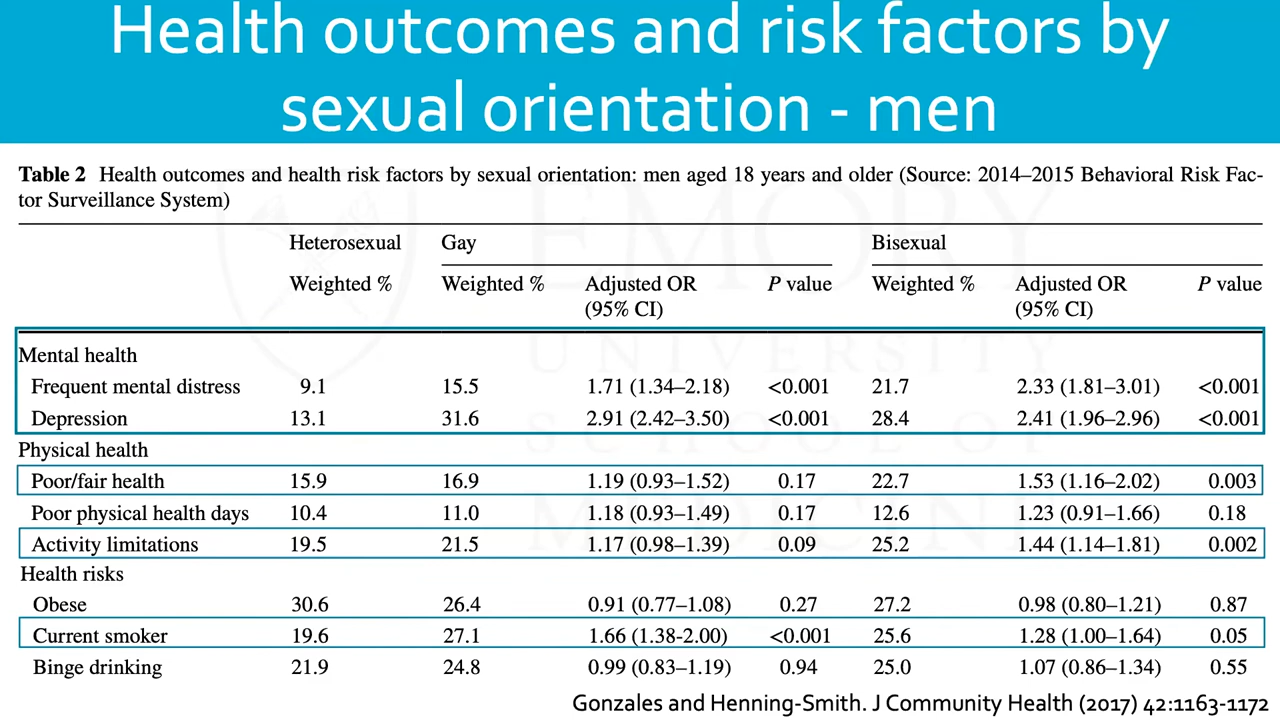 Health outcomes and risk factors by
sexual orientation - men
Table 2 Health outcomes and health risk factors by sexual orientation: men aged 18 years and older (Source: 2014–2015 Behavioral Risk Fac-
tor Surveillance System)
Heterosexual Gay Bisexual
Weighted % Weighted % Adjusted OR P value Weighted % Adjusted OR P value
(95% CI) (95% CI)
Mental health
Frequent mental distress 9.1 15.5 1.71 (1.34–2.18) <0.001 21.7 2.33 (1.81–3.01) <0.001
Depression 13.1 31.6 2.91 (2.42–3.50) <0.001 28.4 2.41 (1.96–2.96) <0.001
Physical health
Poor/fair health 15.9 16.9 1.19 (0.93–1.52) 0.17 22.7 1.53 (1.16–2.02) 0.003
Poor physical health days 10.4 11.0 1.18 (0.93–1.49) 0.17 12.6 1.23 (0.91–1.66) 0.18
Activity limitations 19.5 21.5 1.17 (0.98–1.39) 0.09 25.2 1.44 (1.14–1.81) 0.002
Health risks
Obese 30.6 26.4 0.91 (0.77–1.08) 0.27 27.2 0.98 (0.80–1.21) 0.87
Current smoker 19.6 27.1 1.66 (1.38-2.00) <0.001 25.6 1.28 (1.00–1.64) 0.05
Binge drinking 21.9 24.8 0.99 (0.83–1.19) 0.94 25.0 1.07 (0.86–1.34) 0.55
Gonzales and Henning-Smith. J Community Health (2017) 42:1163-1172
EMORY
UNIVERSITY
SCHOOL OF
MEDICINE